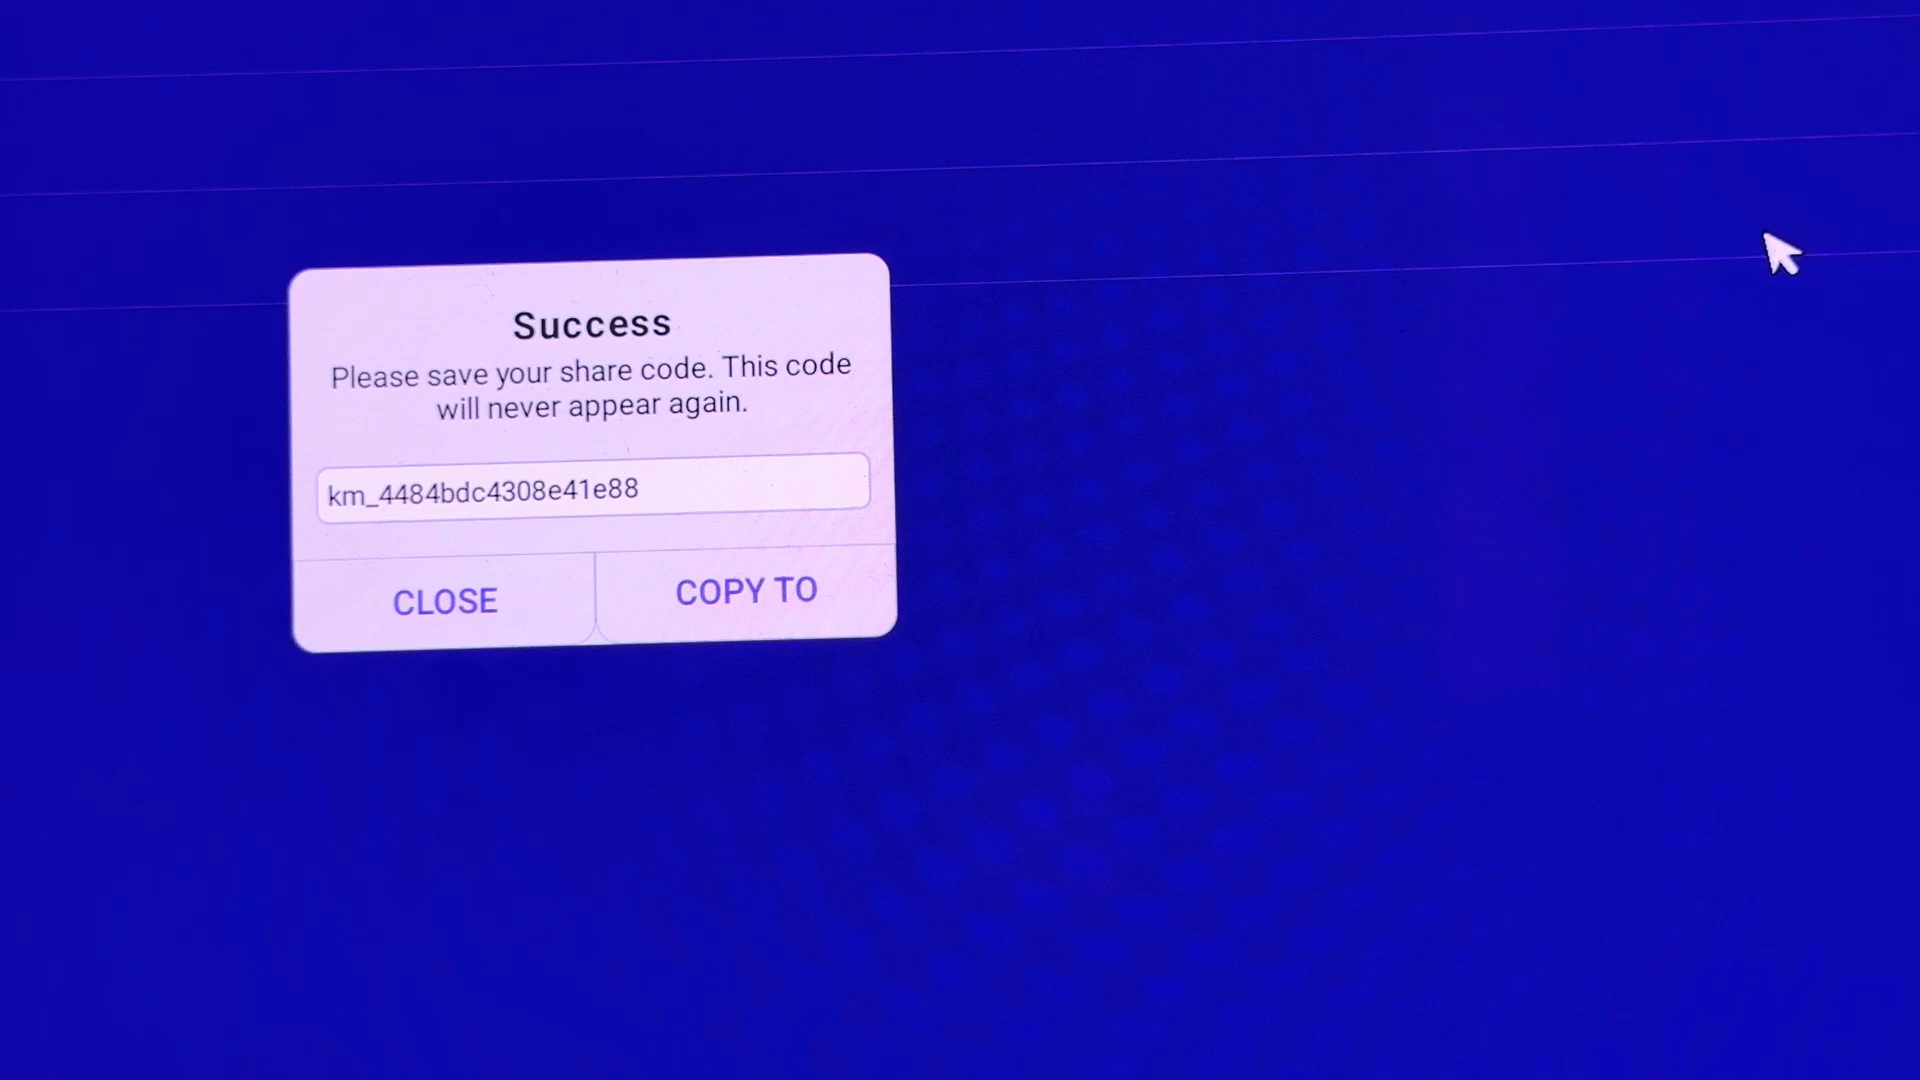 Success
Please save your share code. This code
will never appear again.
km_4484bdc4308e41e88
CLOSE
COPY TO